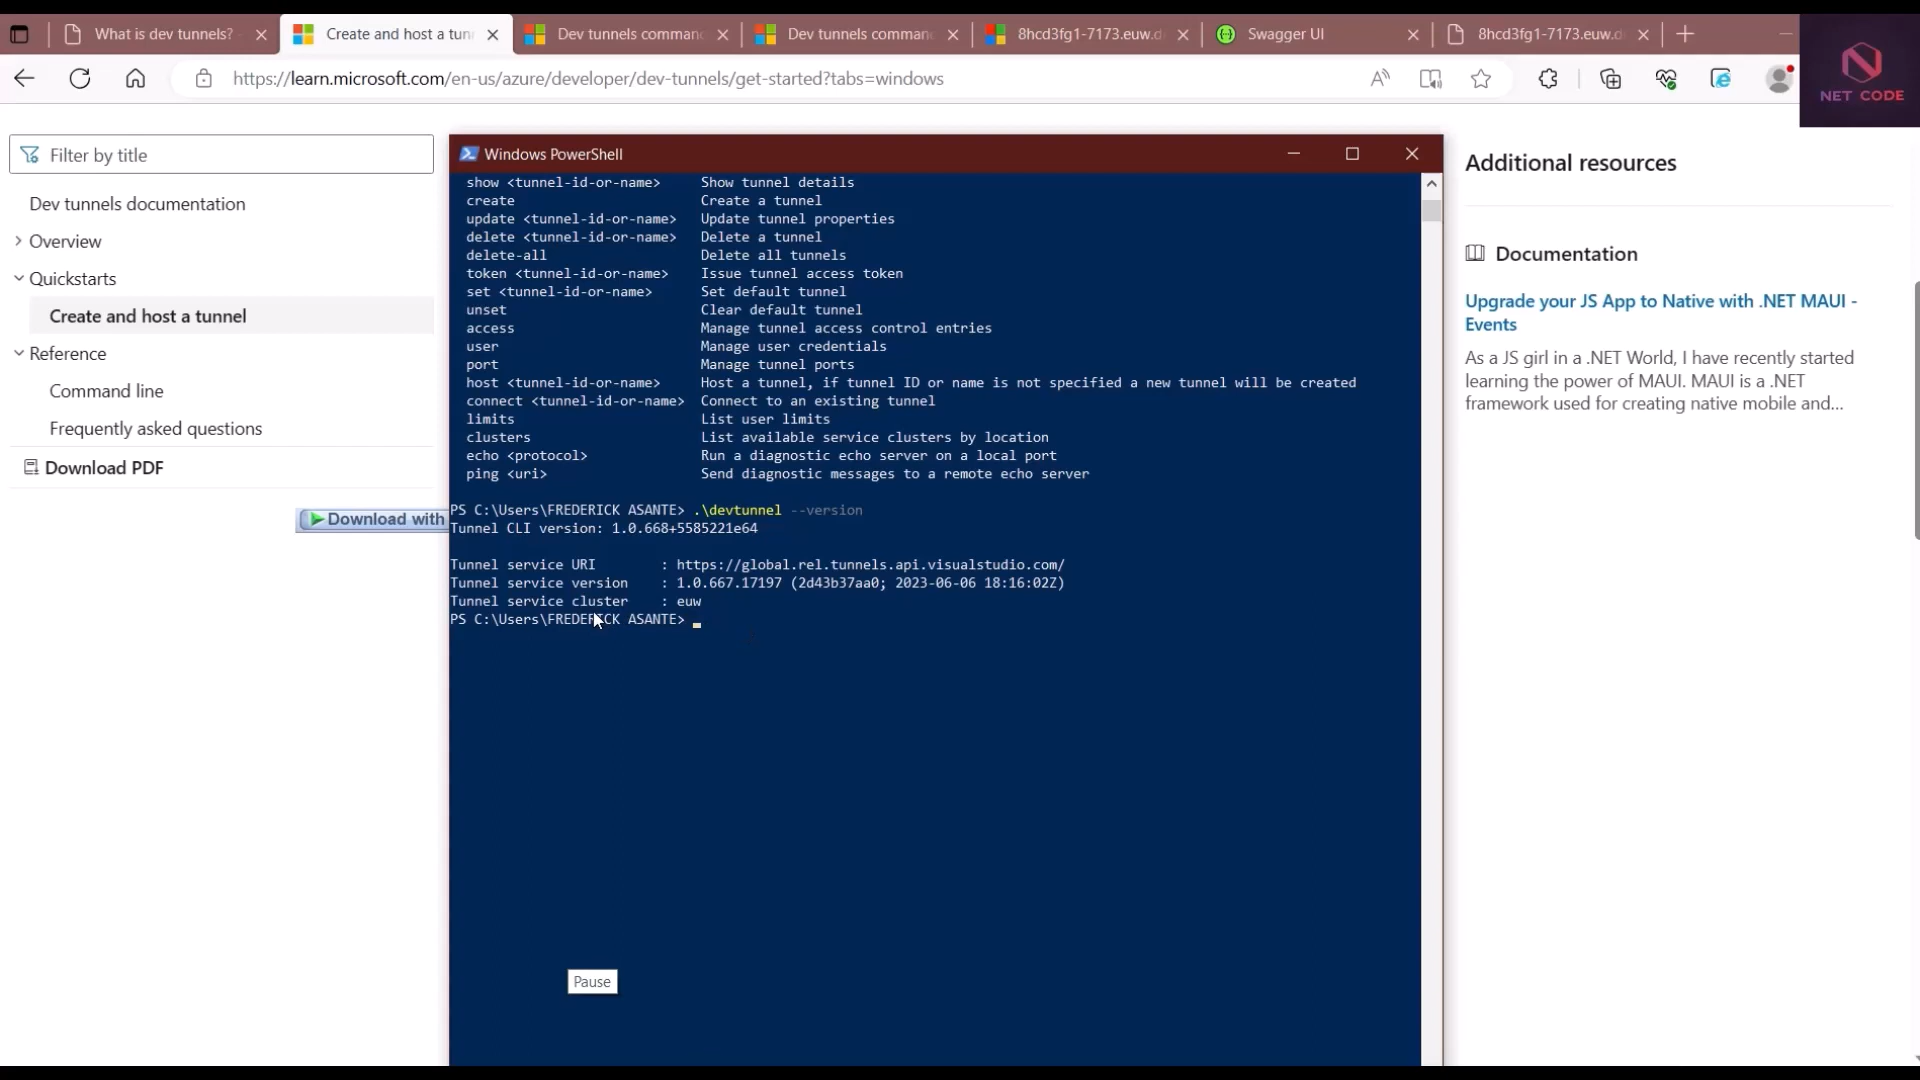 What is dev tunnels?
Create and host a tun
Dev tunnels comman
Dev tunnels comman
8hcd3fg1-7173.euw.d
Swagger UI
8hcd3fg1-7173.euw.d
https://learn.microsoft.com/en-us/azure/developer/dev-tunnels/get-started?tabs=windows
NET CODE
Filter by title
Dev tunnels documentation
Overview
Quickstarts
Create and host a tunnel
Reference
Command line
Frequently asked questions
Download PDF
Download with
Windows PowerShell
show <tunnel-id-or-name> Show tunnel details
create Create a tunnel
update <tunnel-id-or-name> Update tunnel properties
delete <tunnel-id-or-name> Delete a tunnel
delete-all Delete all tunnels
token <tunnel-id-or-name> Issue tunnel access token
set <tunnel-id-or-name> Set default tunnel
unset Clear default tunnel
access Manage tunnel access control entries
user Manage user credentials
port Manage tunnel ports
host <tunnel-id-or-name> Host a tunnel, if tunnel ID or name is not specified a new tunnel will be created
connect <tunnel-id-or-name> Connect to an existing tunnel
limits List user limits
clusters List available service clusters by location
echo <protocol> Run a diagnostic echo server on a local port
ping <uri> Send diagnostic messages to a remote echo server
PS C:\Users\FREDERICK ASANTE> .\devtunnel --version
Tunnel CLI version: 1.0.668+5585221e64
Tunnel service URI : https://global.rel.tunnels.api.visualstudio.com/
Tunnel service version : 1.0.667.17197 (2d43b37aa0; 2023-06-06 18:16:02Z)
Tunnel service cluster : euw
PS C:\Users\FREDERICK ASANTE>
Pause
Additional resources
Documentation
Upgrade your JS App to Native with .NET MAUI -
Events
As a JS girl in a .NET World, I have recently started
learning the power of MAUI. MAUI is a .NET
framework used for creating native mobile and...